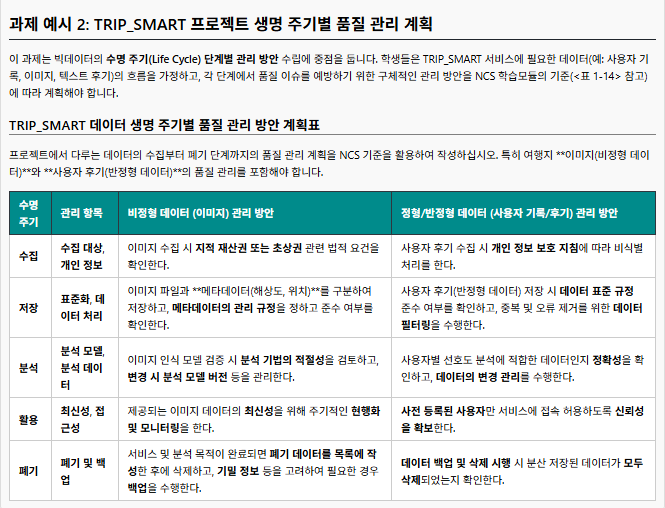 과제 예시 2: TRIP_SMART 프로젝트 생명 주기별 품질 관리 계획
이 과제는 빅데이터의 수명 주기(Life Cycle) 단계별 관리 방안 수립에 중점을 둡니다. 학생들은 TRIP_SMART 서비스에 필요한 데이터(예: 사용자 기
록, 이미지, 텍스트 후기)의 흐름을 가정하고, 각 단계에서 품질 이슈를 예방하기 위한 구체적인 관리 방안을 NCS 학습모듈의 기준(<표 1-14> 참고)
에 따라 계획해야 합니다.
TRIP_SMART 데이터 생명 주기별 품질 관리 방안 계획표
프로젝트에서 다루는 데이터의 수집부터 폐기 단계까지의 품질 관리 계획을 NCS 기준을 활용하여 작성하십시오. 특히 여행지 **이미지(비정형 데이
터)**와 **사용자 후기(반정형 데이터)**의 품질 관리를 포함해야 합니다.
수명
주기
관리 항목
비정형 데이터 (이미지) 관리 방안
정형/반정형 데이터 (사용자 기록/후기) 관리 방안
수집
수집 대상,
개인 정보
이미지 수집 시 지적 재산권 또는 초상권 관련 법적 요건을
확인한다.
사용자 후기 수집 시 개인 정보 보호 지침에 따라 비식별
처리를 한다.
저장
표준화, 데
이터 처리
이미지 파일과 **메타데이터(해상도, 위치)**를 구분하여
저장하고, 메타데이터의 관리 규정을 정하고 준수 여부를
확인한다.
사용자 후기(반정형 데이터) 저장 시 데이터 표준 규정
준수 여부를 확인하고, 중복 및 오류 제거를 위한 데이터
필터링을 수행한다.
분석
분석 모델,
분석 데이
터
이미지 인식 모델 검증 시 분석 기법의 적절성을 검토하고,
변경 시 분석 모델 버전 등을 관리한다.
사용자별 선호도 분석에 적합한 데이터인지 정확성을 확
인하고, 데이터의 변경 관리를 수행한다.
활용
최신성, 접
근성
제공되는 이미지 데이터의 최신성을 위해 주기적인 현행화
및 모니터링을 한다.
사전 등록된 사용자만 서비스에 접속 허용하도록 신뢰성
을 확보한다.
폐기
폐기 및 백
업
서비스 및 분석 목적이 완료되면 폐기 데이터를 목록에 작
성한 후에 삭제하고, 기밀 정보 등을 고려하여 필요한 경우
백업을 수행한다.
데이터 백업 및 삭제 시행 시 분산 저장된 데이터가 모두
삭제되었는지 확인한다.